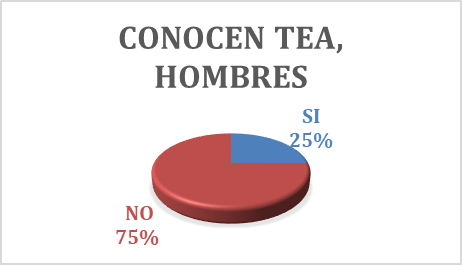 CONOCEN TEA,
HOMBRES
SI
25%
NO
75%